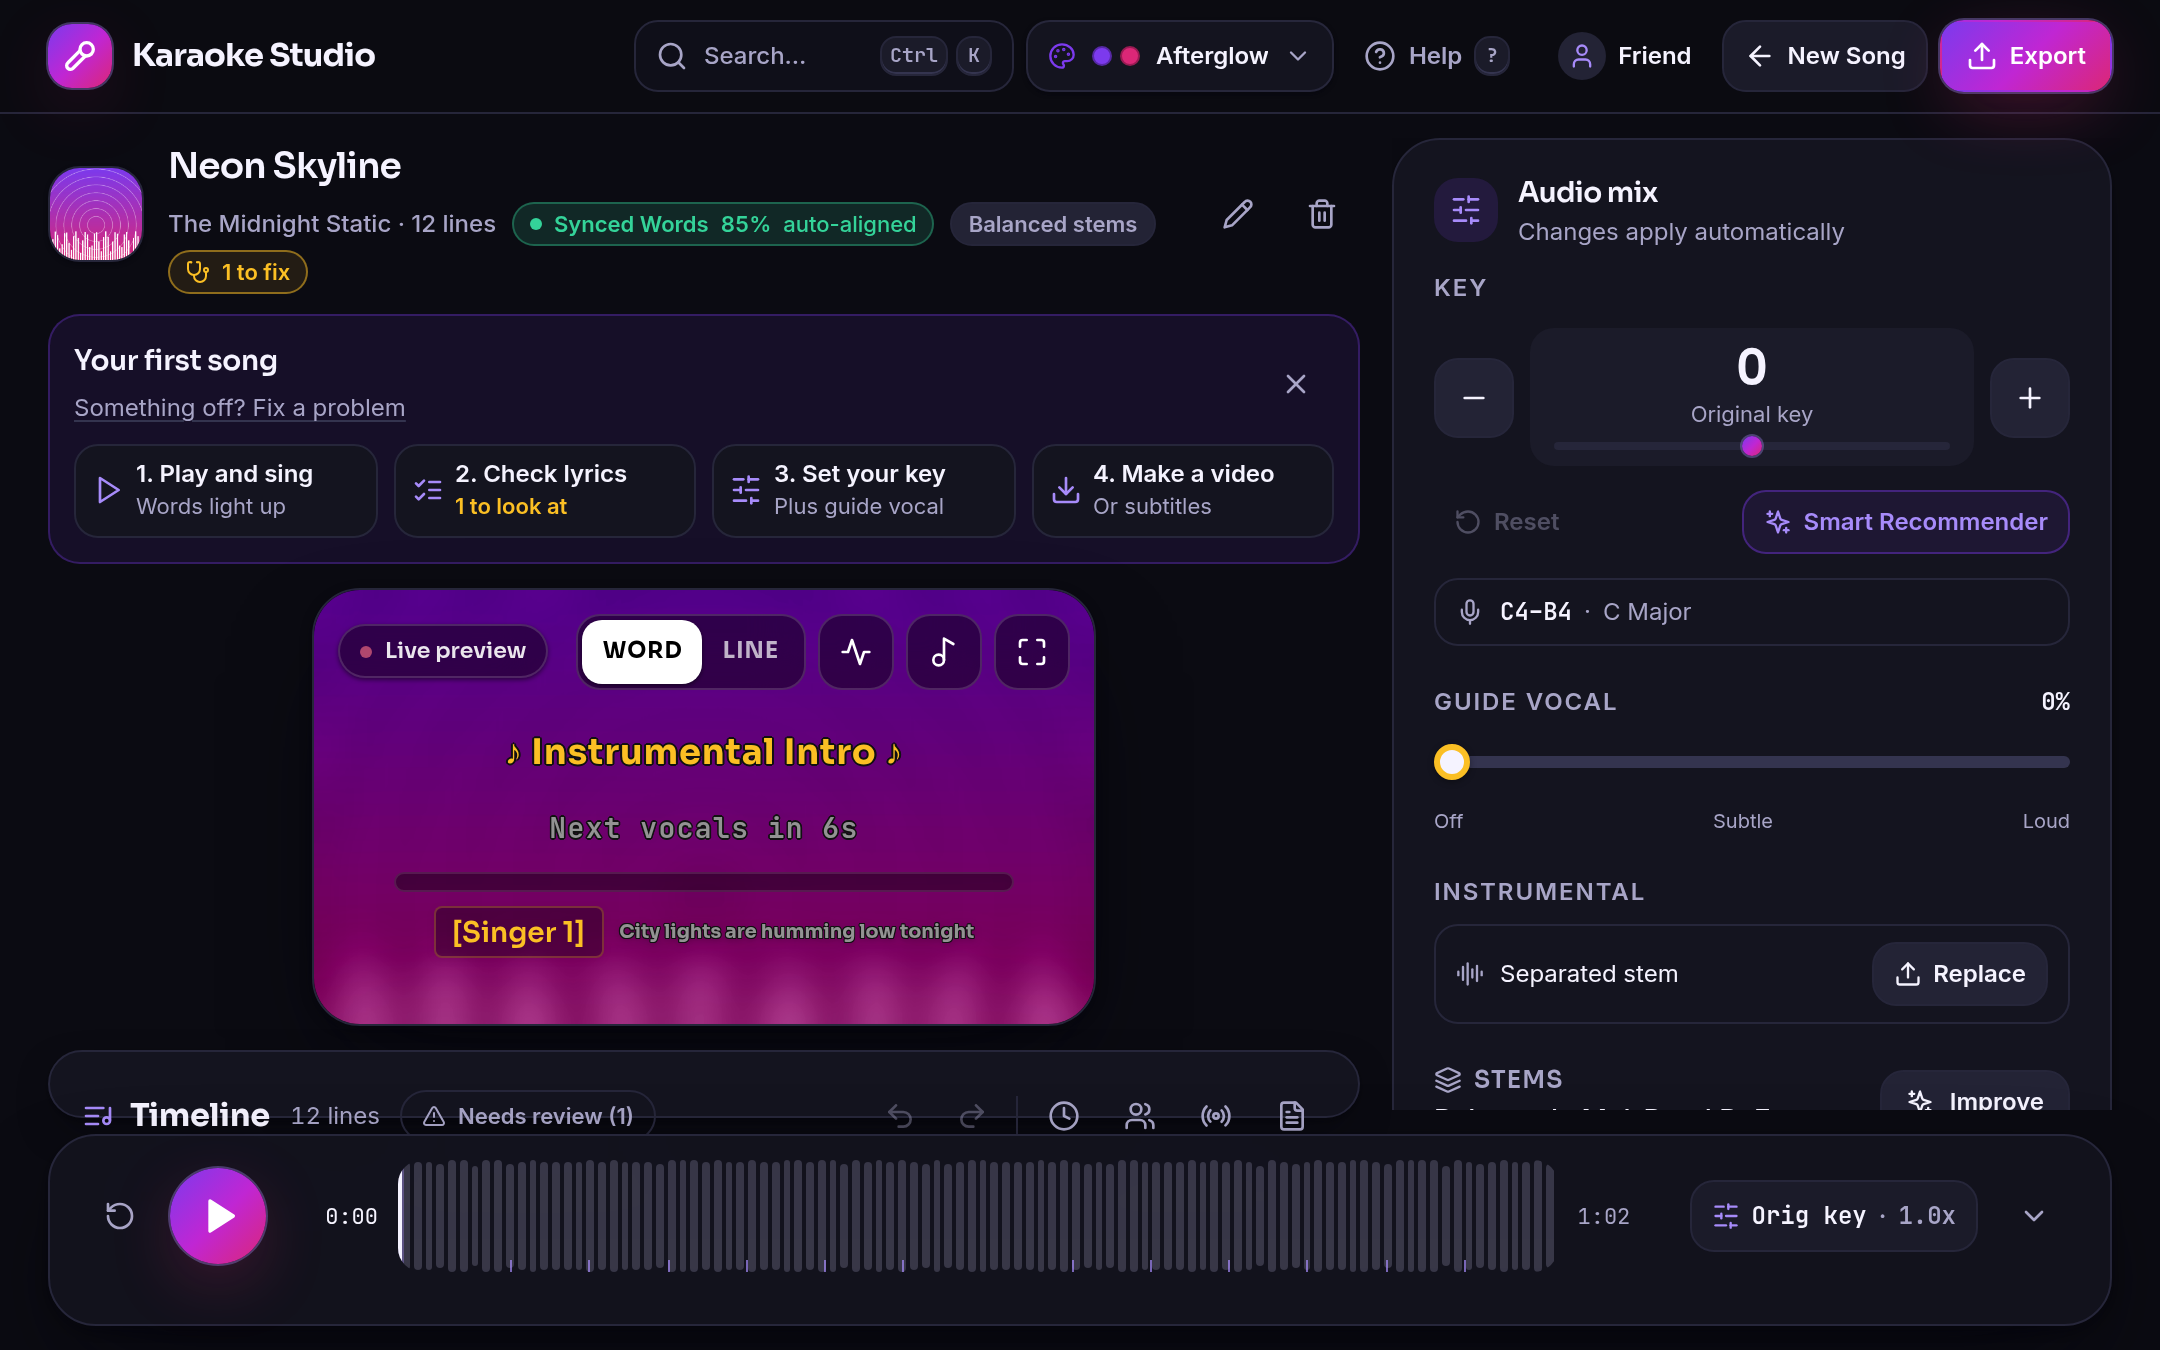 Karaoke Studio
Search...
Ctrl K
Afterglow
Help ?
Friend
New Song
Export
Neon Skyline
The Midnight Static · 12 lines
Synced Words 85% auto-aligned
Balanced stems
1 to fix
Your first song
Something off? Fix a problem
1. Play and sing
Words light up
2. Check lyrics
1 to look at
3. Set your key
Plus guide vocal
4. Make a video
Or subtitles
Live preview
WORD LINE
♪ Instrumental Intro ♪
Next vocals in 6s
[Singer 1] City lights are humming low tonight
Timeline 12 lines
Needs review (1)
Audio mix
Changes apply automatically
KEY
0
Original key
Reset
Smart Recommender
C4–B4 · C Major
GUIDE VOCAL 0%
Off Subtle Loud
INSTRUMENTAL
Separated stem
Replace
STEMS
Improve
0:00
1:02
Orig key · 1.0x